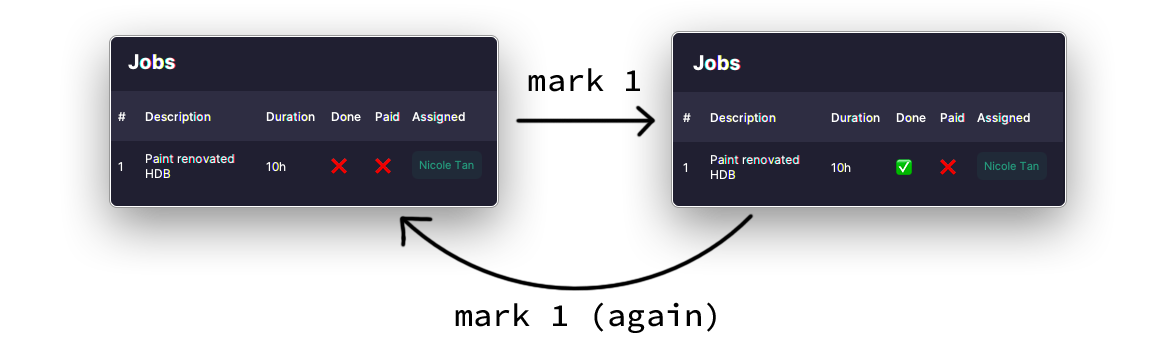 Jobs
# Description Duration Done Paid Assigned
1 Paint renovated HDB 10h ❌ ❌ Nicole Tan
mark 1
Jobs
# Description Duration Done Paid Assigned
1 Paint renovated HDB 10h ✅ ❌ Nicole Tan
mark 1 (again)